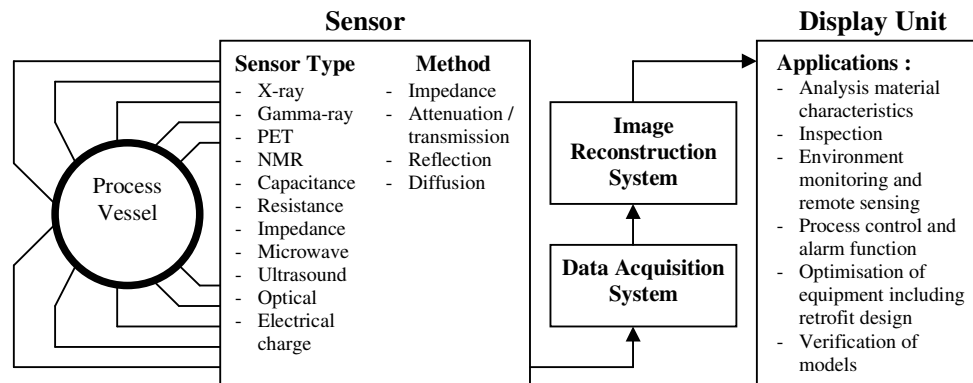 Sensor
Display Unit
Process
Vessel
Sensor Type
- X-ray
- Gamma-ray
- PET
- NMR
- Capacitance
- Resistance
- Impedance
- Microwave
- Ultrasound
- Optical
- Electrical
charge
Method
- Impedance
- Attenuation /
transmission
- Reflection
- Diffusion
Image
Reconstruction
System
Data Acquisition
System
Applications :
- Analysis material
characteristics
- Inspection
- Environment
monitoring and
remote sensing
- Process control and
alarm function
- Optimisation of
equipment including
retrofit design
- Verification of
models